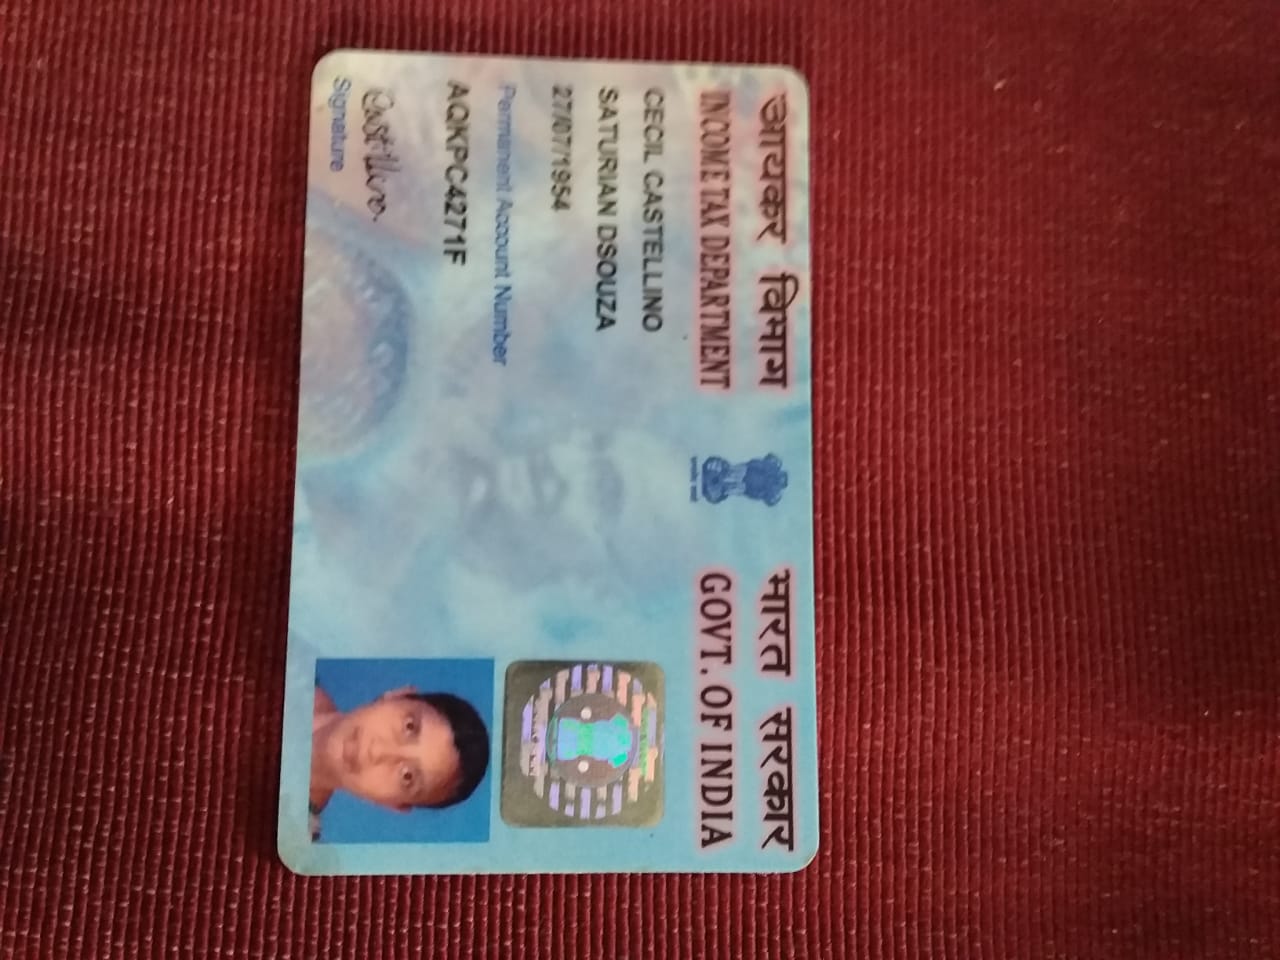 आयकर विभाग
INCOME TAX DEPARTMENT
भारत सरकार
GOVT. OF INDIA
CECIL CASTELLINO
SATURIAN DSOUZA
27/07/1954
Permanent Account Number
AQKPC4271F
Castellino.
Signature